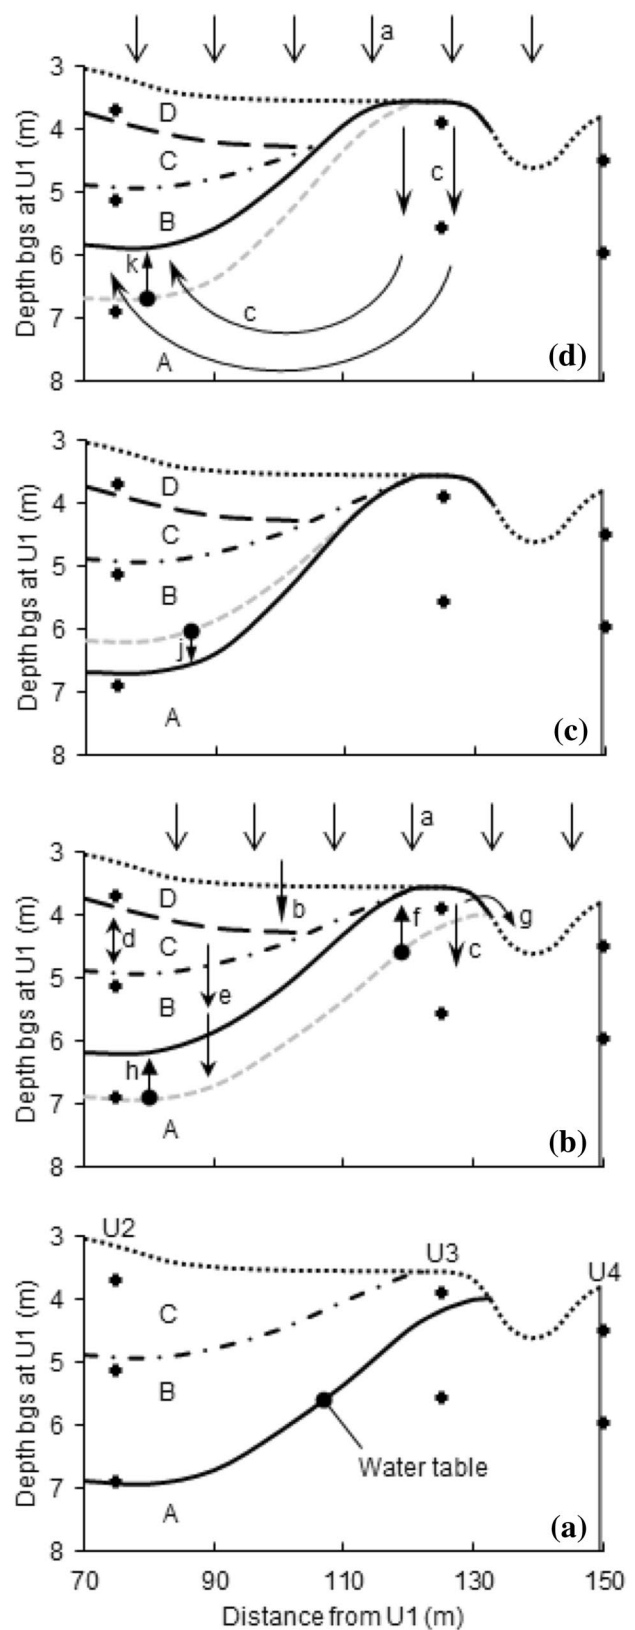 a
3
4
5
6
7
8
Depth bgs at U1 (m)
D
C
B
A
k
c
c
(d)
3
4
5
6
7
8
Depth bgs at U1 (m)
D
C
B
A
j
(c)
a
3
4
5
6
7
8
Depth bgs at U1 (m)
D
C
B
A
b
d
e
f
c
g
h
(b)
3
4
5
6
7
8
Depth bgs at U1 (m)
U2
U3
U4
C
B
A
Water table
(a)
70 90 110 130 150
Distance from U1 (m)